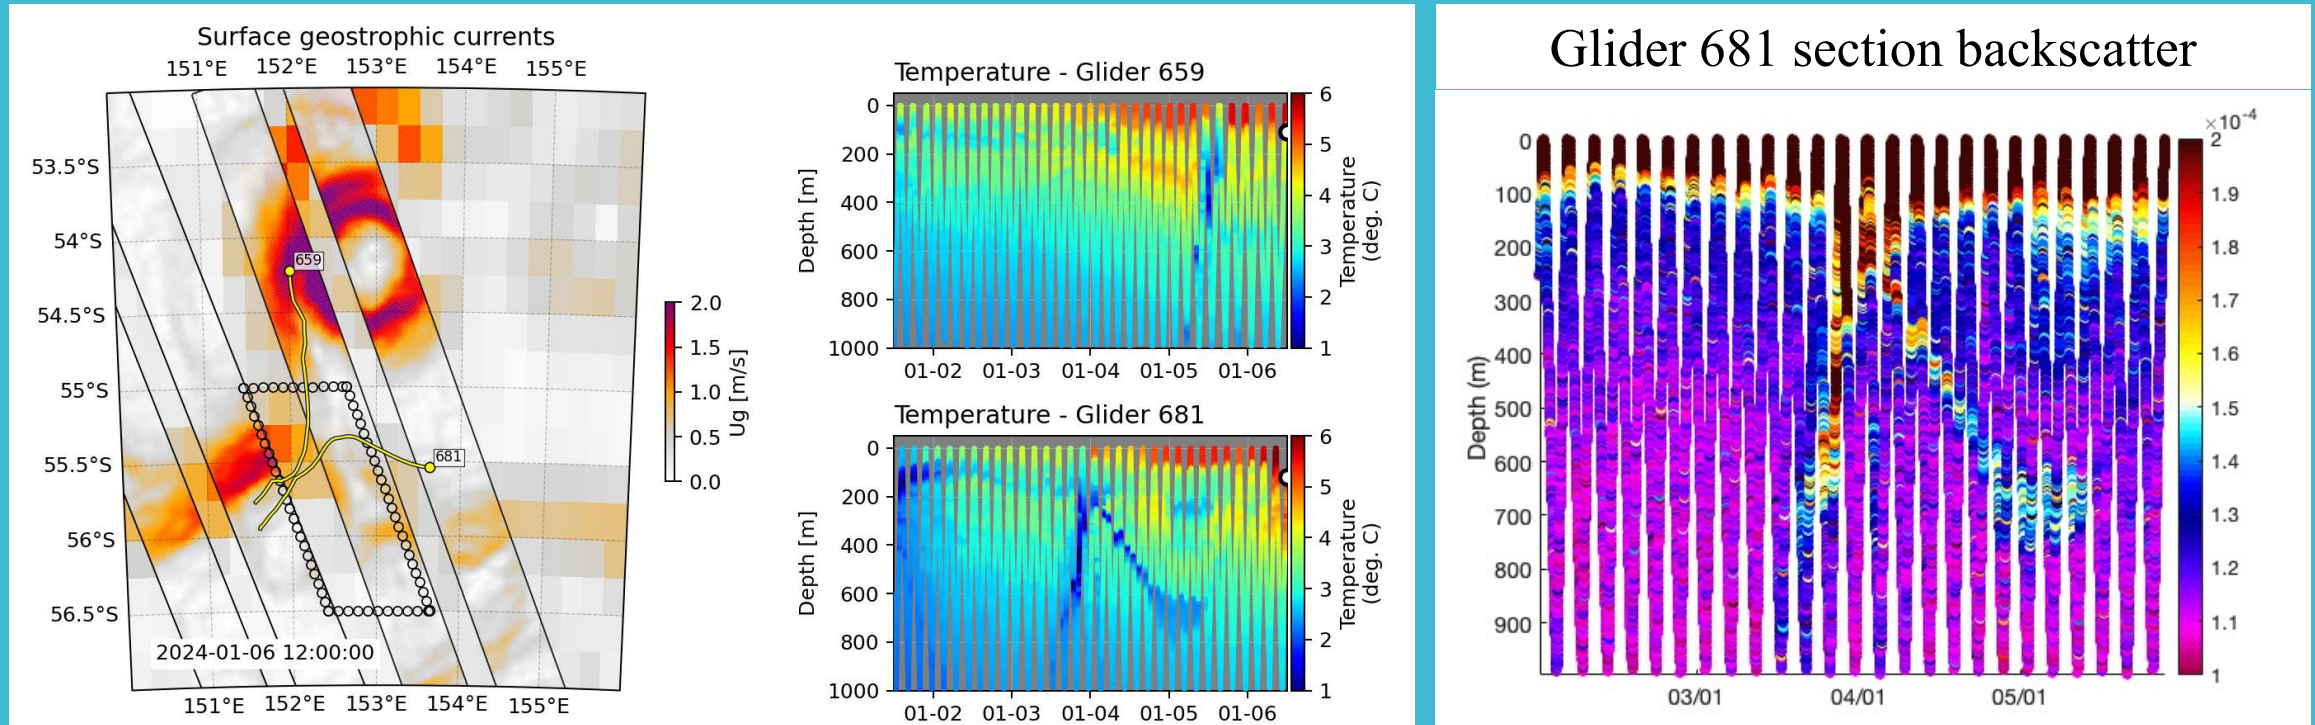 Surface geostrophic currents
151°E 152°E 153°E 154°E 155°E
53.5°S
54°S
54.5°S
55°S
55.5°S
56°S
56.5°S
659
681
2024-01-06 12:00:00
151°E 152°E 153°E 154°E 155°E
2.0
1.5
1.0
0.5
0.0
Ug [m/s]
Temperature - Glider 659
0
200
400
600
800
1000
Depth [m]
01-02 01-03 01-04 01-05 01-06
6
5
4
3
2
1
Temperature
(deg. C)
Temperature - Glider 681
0
200
400
600
800
1000
Depth [m]
01-02 01-03 01-04 01-05 01-06
6
5
4
3
2
1
Temperature
(deg. C)
Glider 681 section backscatter
0
100
200
300
400
500
600
700
800
900
Depth (m)
03/01 04/01 05/01
×10⁻⁴
2
1.9
1.8
1.7
1.6
1.5
1.4
1.3
1.2
1.1
1